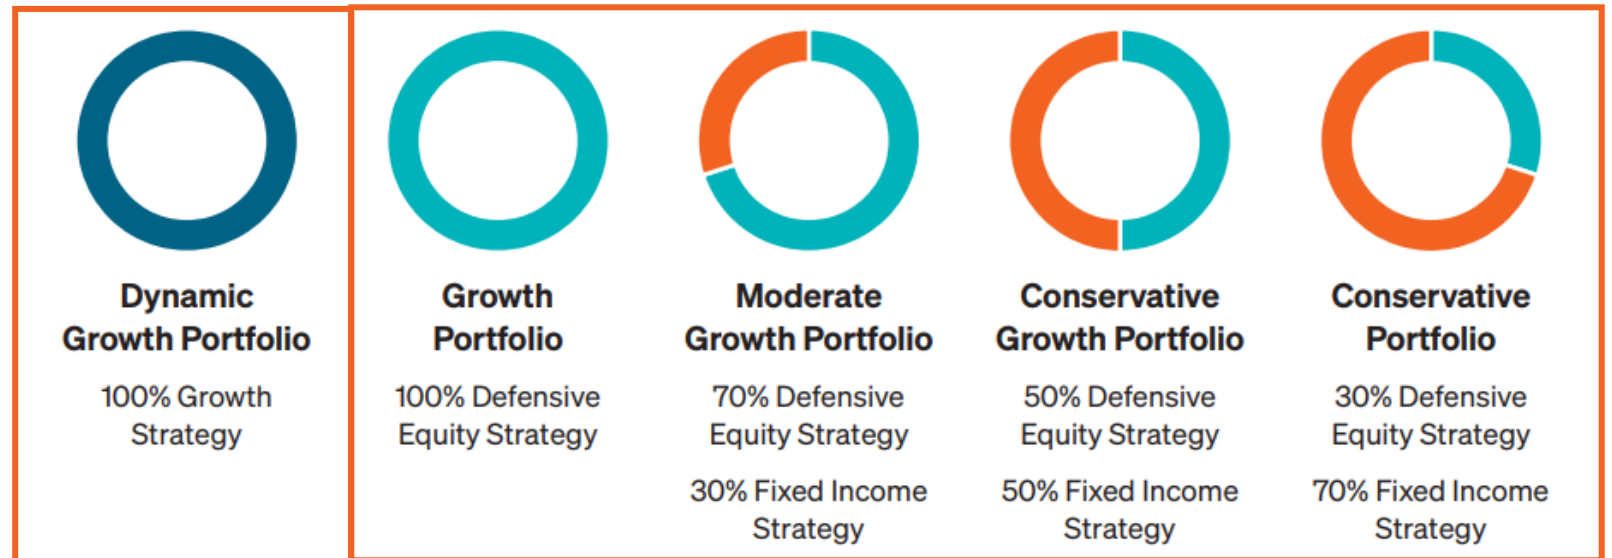 Dynamic
Growth Portfolio
100% Growth
Strategy
Growth
Portfolio
100% Defensive
Equity Strategy
Moderate
Growth Portfolio
70% Defensive
Equity Strategy
30% Fixed Income
Strategy
Conservative
Growth Portfolio
50% Defensive
Equity Strategy
50% Fixed Income
Strategy
Conservative
Portfolio
30% Defensive
Equity Strategy
70% Fixed Income
Strategy